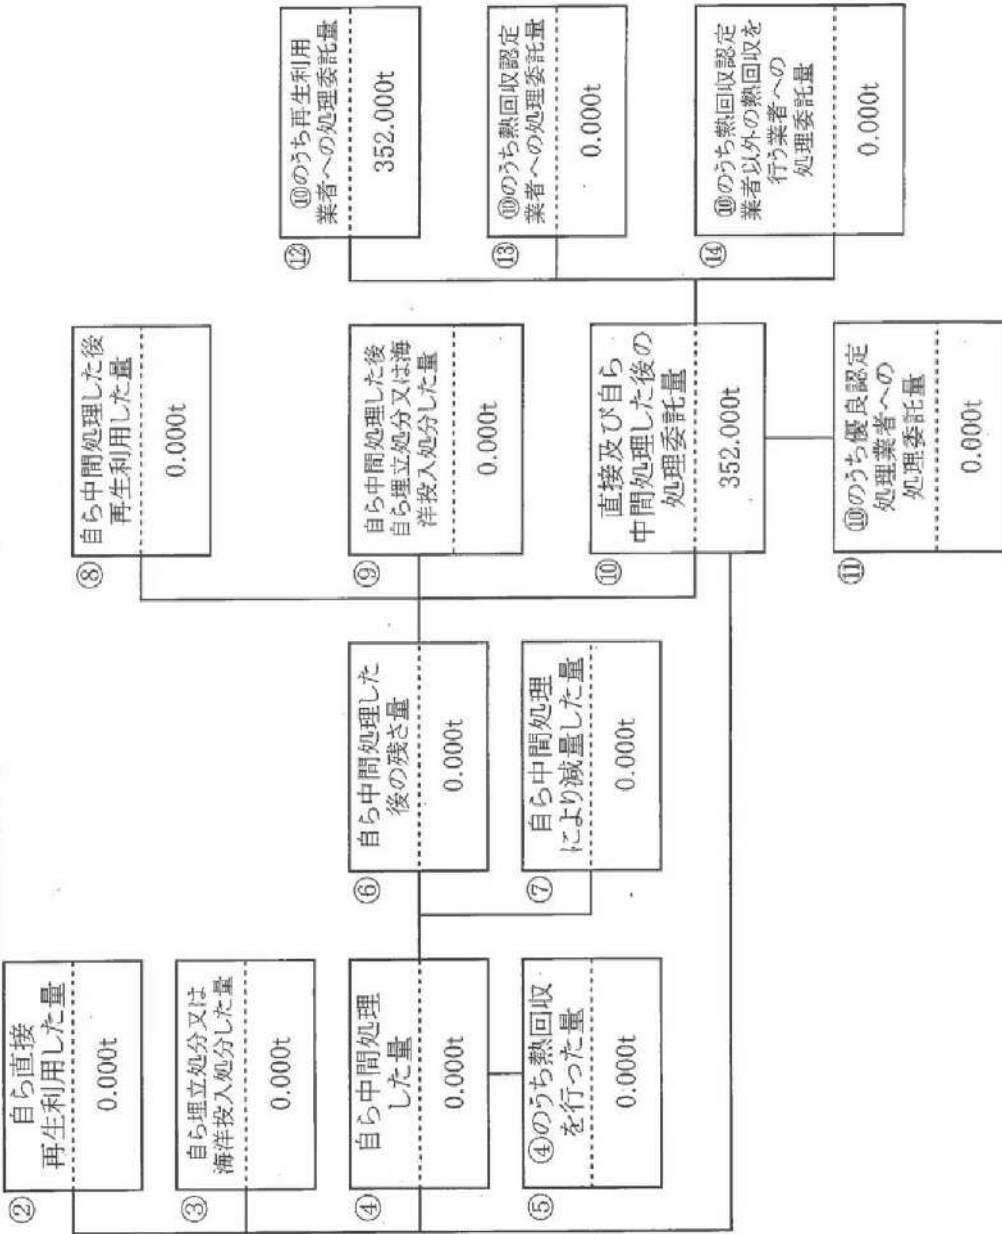 ②
自ら直接
再生利用した量
0.000t
③
自ら埋立処分又は
海洋投入処分した量
0.000t
④
自ら中間処理
した量
0.000t
⑤
④のうち熱回収
を行った量
0.000t
⑥
自ら中間処理した
後の残さ量
0.000t
⑦
自ら中間処理
により減量した量
0.000t
⑧
自ら中間処理した後
再生利用した量
0.000t
⑨
自ら中間処理した後
自ら埋立処分又は海
洋投入処分した量
0.000t
⑩
直接及び自ら
中間処理した後の
処理委託量
352.000t
⑪
⑩のうち優良認定
処理業者への
処理委託量
0.000t
⑫
⑩のうち再生利用
業者への処理委託量
352.000t
⑬
⑩のうち熱回収認定
業者への処理委託量
0.000t
⑭
⑩のうち熱回収認定
業者以外の熱回収を
行う業者への
処理委託量
0.000t